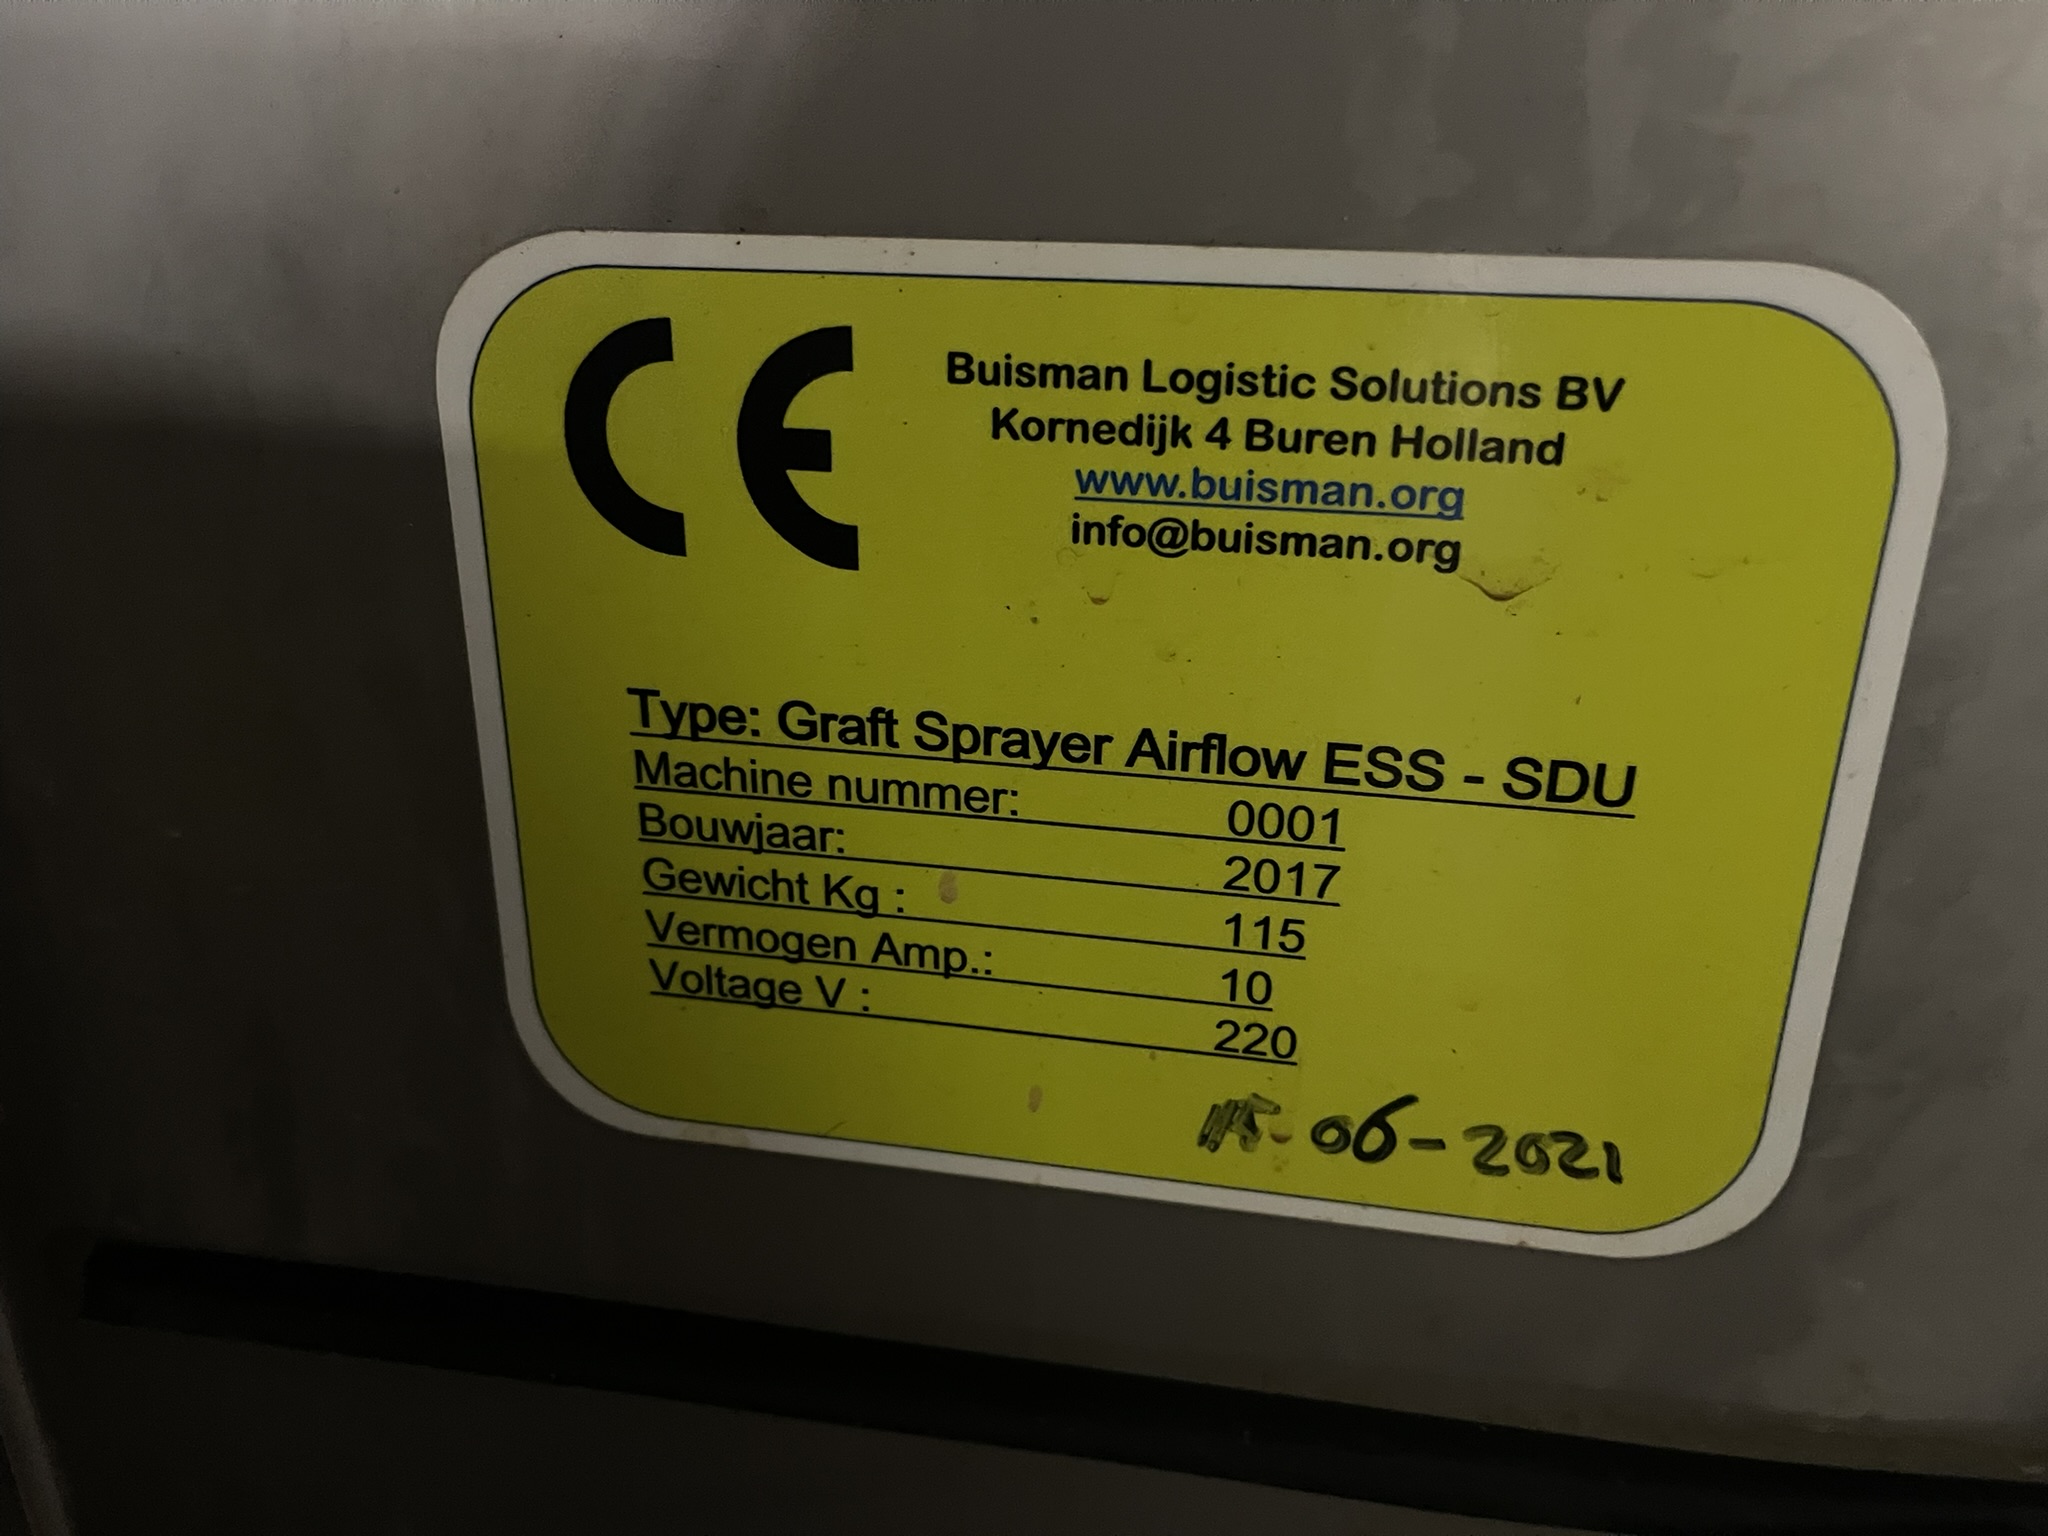 CE
Buisman Logistic Solutions BV
Kornedijk 4 Buren Holland
www.buisman.org
info@buisman.org
Type: Graft Sprayer Airflow ESS - SDU
Machine nummer: 0001
Bouwjaar: 2017
Gewicht Kg : 115
Vermogen Amp.: 10
Voltage V : 220
06-2021